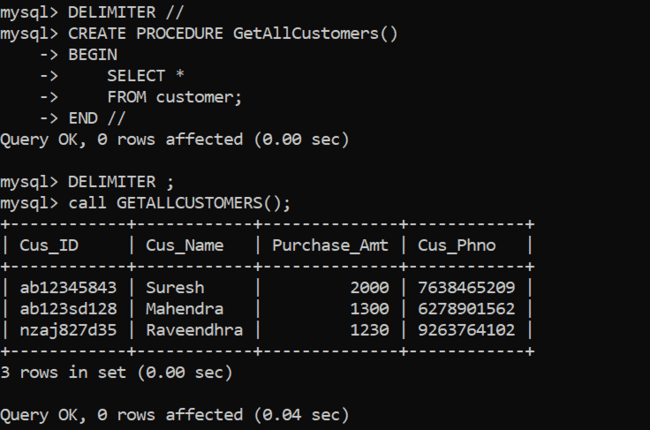 mysql> DELIMITER //
mysql> CREATE PROCEDURE GetAllCustomers()
    -> BEGIN
    ->     SELECT *
    ->     FROM customer;
    -> END //
Query OK, 0 rows affected (0.00 sec)

mysql> DELIMITER ;
mysql> call GETALLCUSTOMERS();
+------------+------------+--------------+------------+
| Cus_ID     | Cus_Name   | Purchase_Amt | Cus_Phno   |
+------------+------------+--------------+------------+
| ab12345843 | Suresh     |         2000 | 7638465209 |
| ab123sd128 | Mahendra   |         1300 | 6278901562 |
| nzaj827d35 | Raveendhra |         1230 | 9263764102 |
+------------+------------+--------------+------------+
3 rows in set (0.00 sec)

Query OK, 0 rows affected (0.04 sec)